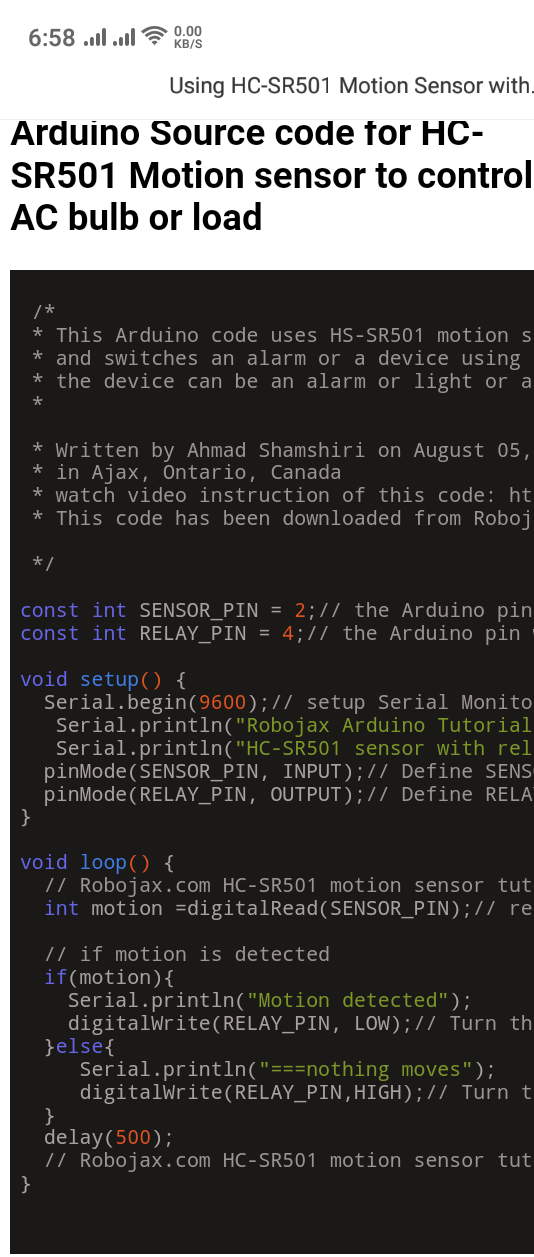 6:58 0.00 KB/S
Using HC-SR501 Motion Sensor with.
Arduino Source code for HC-
SR501 Motion sensor to control
AC bulb or load
/*
* This Arduino code uses HS-SR501 motion s
* and switches an alarm or a device using
* the device can be an alarm or light or a
*
* Written by Ahmad Shamshiri on August 05,
* in Ajax, Ontario, Canada
* watch video instruction of this code: ht
* This code has been downloaded from Roboj
*/
const int SENSOR_PIN = 2;// the Arduino pin
const int RELAY_PIN = 4;// the Arduino pin w
void setup() {
Serial.begin(9600);// setup Serial Monito
Serial.println("Robojax Arduino Tutorial
Serial.println("HC-SR501 sensor with rel
pinMode(SENSOR_PIN, INPUT);// Define SENS
pinMode(RELAY_PIN, OUTPUT);// Define RELA
}
void loop() {
// Robojax.com HC-SR501 motion sensor tut
int motion =digitalRead(SENSOR_PIN);// re
// if motion is detected
if(motion){
Serial.println("Motion detected");
digitalWrite(RELAY_PIN, LOW);// Turn th
}else{
Serial.println("===nothing moves");
digitalWrite(RELAY_PIN,HIGH);// Turn t
}
delay(500);
// Robojax.com HC-SR501 motion sensor tut
}